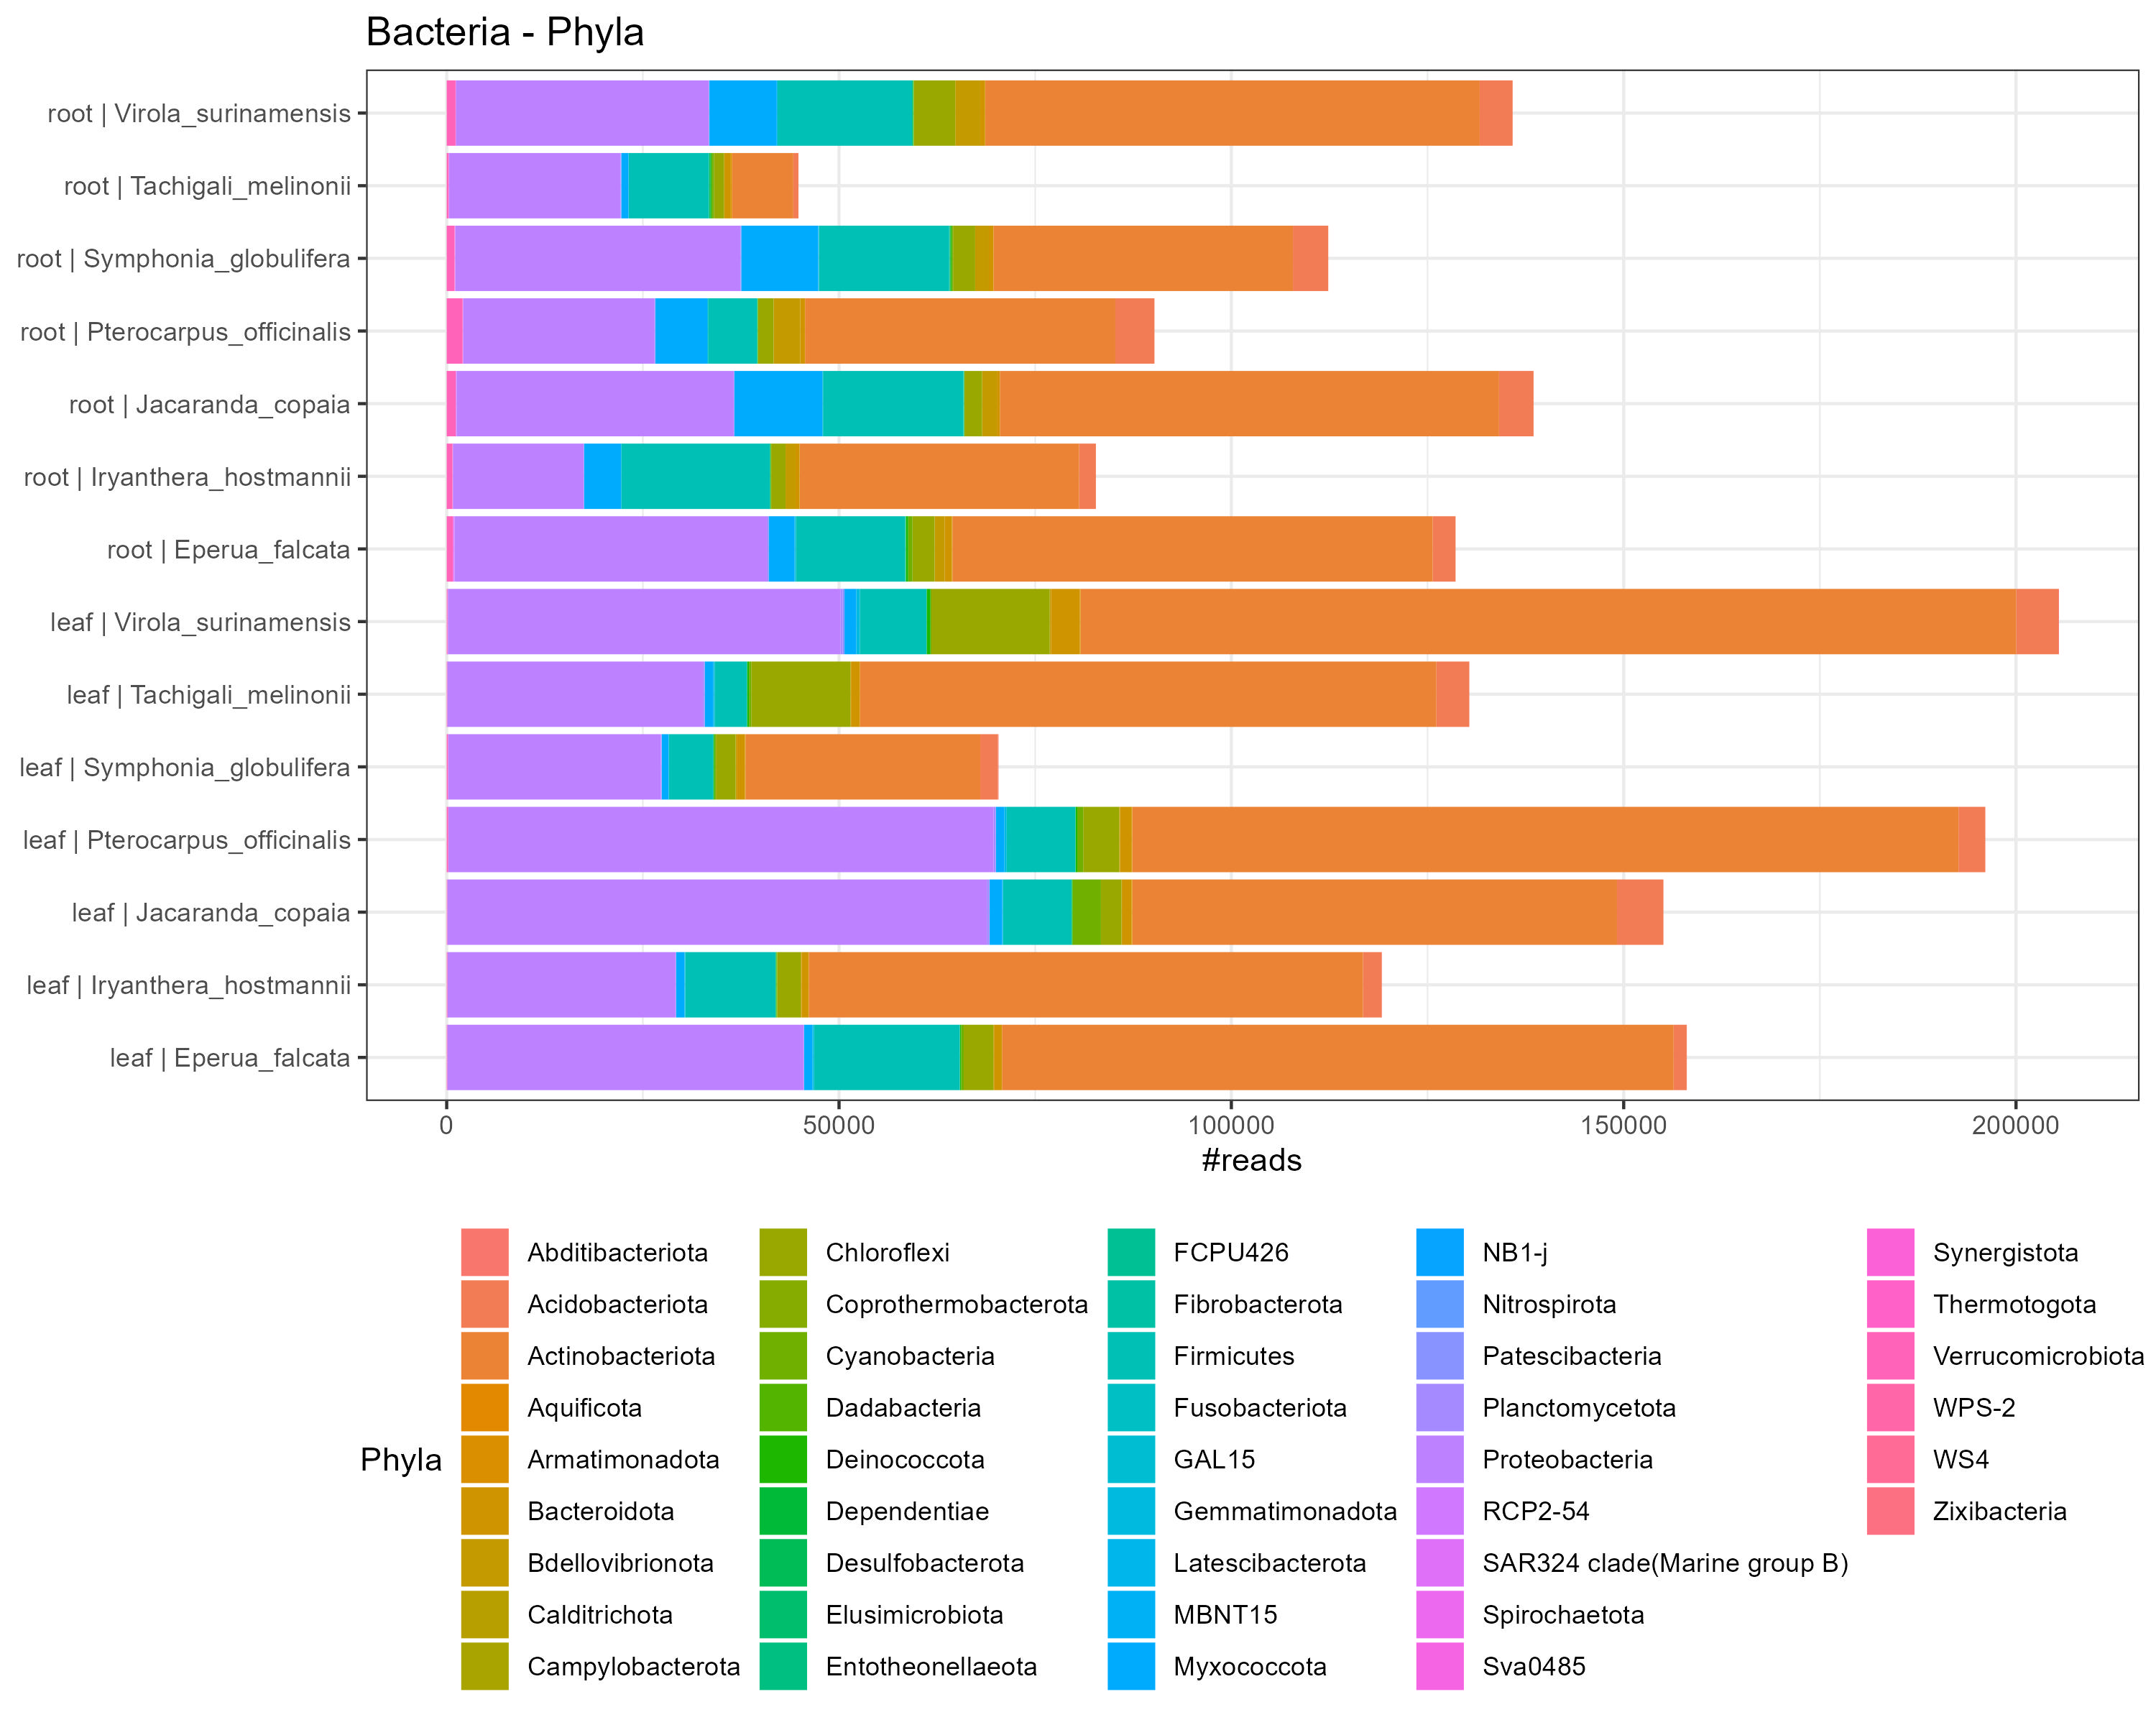 Bacteria - Phyla
root | Virola_surinamensis
root | Tachigali_melinonii
root | Symphonia_globulifera
root | Pterocarpus_officinalis
root | Jacaranda_copaia
root | Iryanthera_hostmannii
root | Eperua_falcata
leaf | Virola_surinamensis
leaf | Tachigali_melinonii
leaf | Symphonia_globulifera
leaf | Pterocarpus_officinalis
leaf | Jacaranda_copaia
leaf | Iryanthera_hostmannii
leaf | Eperua_falcata
0 50000 100000 150000 200000
#reads
Phyla
Abditibacteriota
Acidobacteriota
Actinobacteriota
Aquificota
Armatimonadota
Bacteroidota
Bdellovibrionota
Calditrichota
Campylobacterota
Chloroflexi
Coprothermobacterota
Cyanobacteria
Dadabacteria
Deinococcota
Dependentiae
Desulfobacterota
Elusimicrobiota
Entotheonellaeota
FCPU426
Fibrobacterota
Firmicutes
Fusobacteriota
GAL15
Gemmatimonadota
Latescibacterota
MBNT15
Myxococcota
NB1-j
Nitrospirota
Patescibacteria
Planctomycetota
Proteobacteria
RCP2-54
SAR324 clade(Marine group B)
Spirochaetota
Sva0485
Synergistota
Thermotogota
Verrucomicrobiota
WPS-2
WS4
Zixibacteria